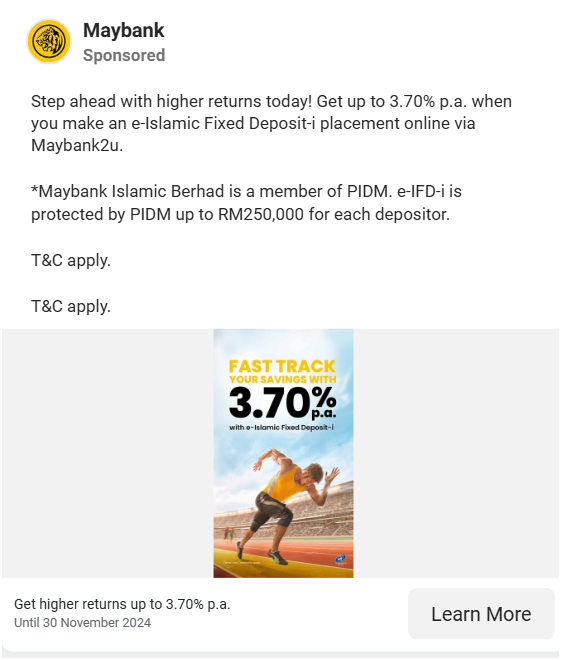 Maybank
Sponsored
Step ahead with higher returns today! Get up to 3.70% p.a. when
you make an e-Islamic Fixed Deposit-i placement online via
Maybank2u.
*Maybank Islamic Berhad is a member of PIDM. e-IFD-i is
protected by PIDM up to RM250,000 for each depositor.
T&C apply.
T&C apply.
FAST TRACK
YOUR SAVINGS WITH
3.70% p.a.
with e-Islamic Fixed Deposit-i
Get higher returns up to 3.70% p.a.
Until 30 November 2024
Learn More